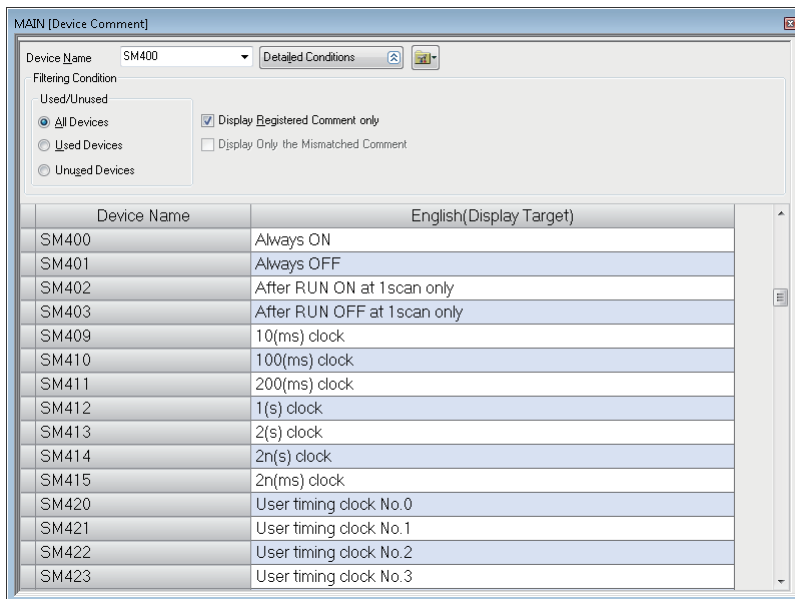 MAIN [Device Comment]
Device Name SM400 Detailed Conditions
Filtering Condition
Used/Unused
All Devices
Display Registered Comment only
Used Devices
Display Only the Mismatched Comment
Unused Devices
Device Name English(Display Target)
SM400 Always ON
SM401 Always OFF
SM402 After RUN ON at 1scan only
SM403 After RUN OFF at 1scan only
SM409 10(ms) clock
SM410 100(ms) clock
SM411 200(ms) clock
SM412 1(s) clock
SM413 2(s) clock
SM414 2n(s) clock
SM415 2n(ms) clock
SM420 User timing clock No.0
SM421 User timing clock No.1
SM422 User timing clock No.2
SM423 User timing clock No.3